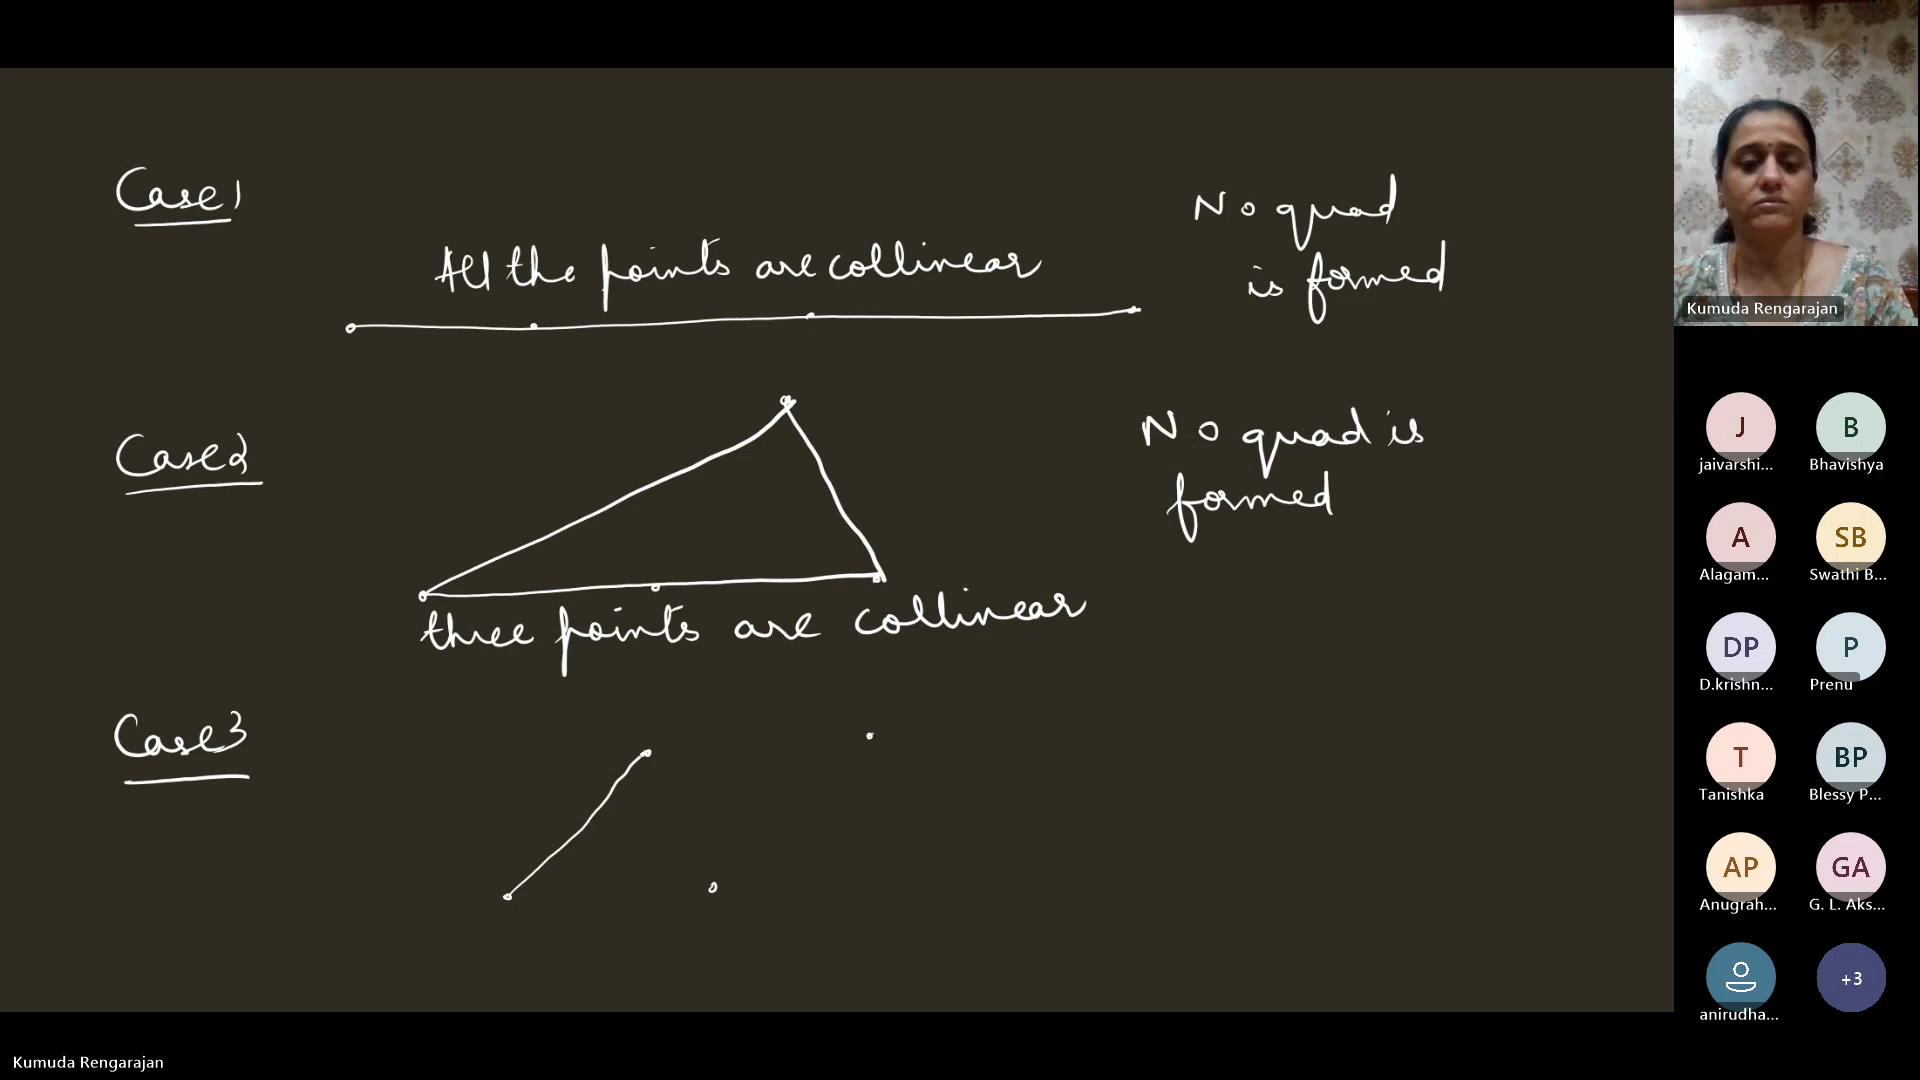 Case1
All the points are collinear
No quad
is formed
Case2
No quad is
formed
three points are collinear
Case3
Kumuda Rengarajan
J
jaivarshi...
B
Bhavishya
A
Alagam...
SB
Swathi B...
DP
D.krishn...
P
Prenu
T
Tanishka
BP
Blessy P...
AP
Anugrah...
GA
G. L. Aks...
anirudha...
+3
Kumuda Rengarajan